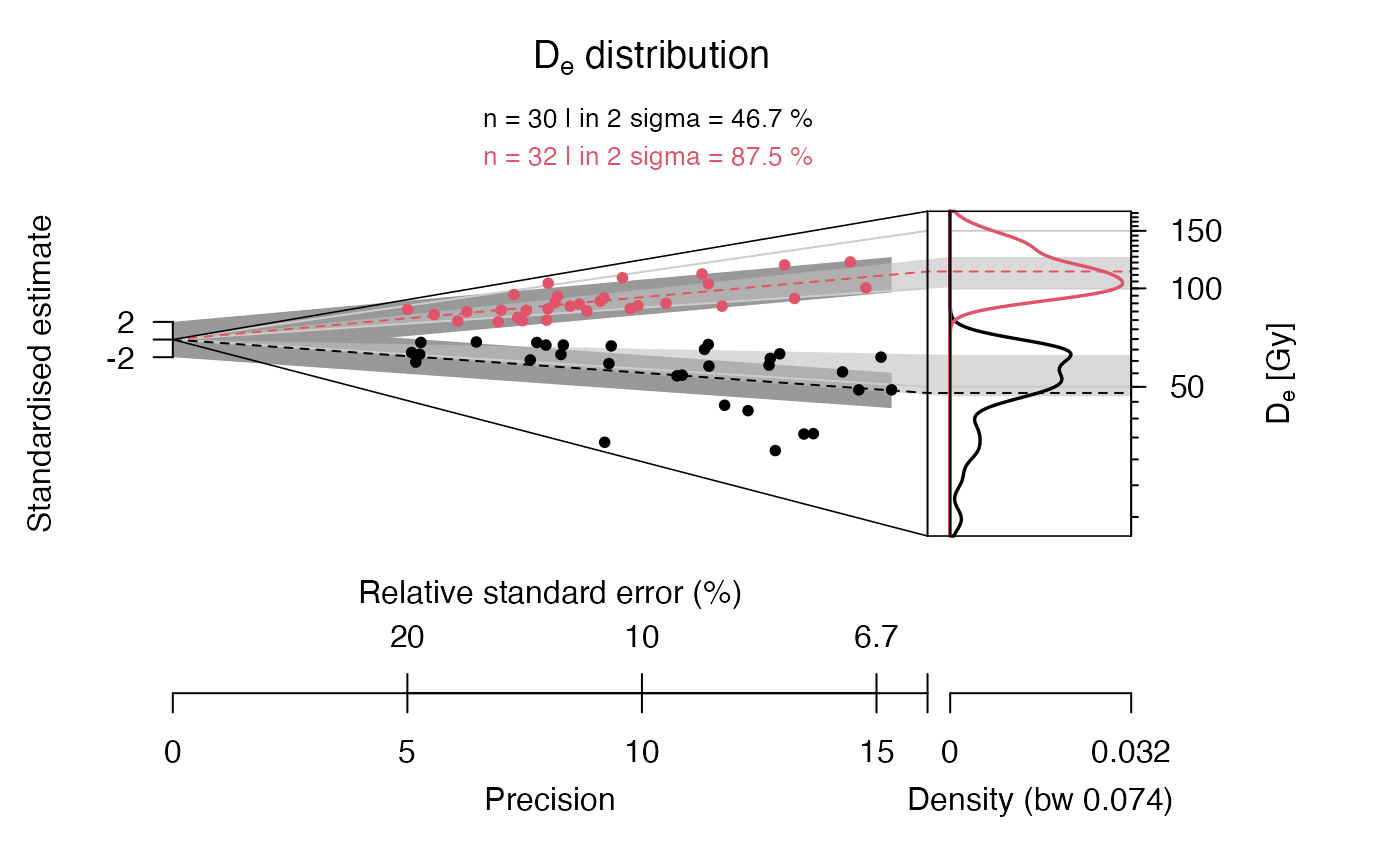 De distribution
n = 30 | in 2 sigma = 46.7 %
n = 32 | in 2 sigma = 87.5 %
Standardised estimate
2
-2
150
100
50
De [Gy]
Relative standard error (%)
20 10 6.7
0 5 10 15 0 0.032
Precision Density (bw 0.074)